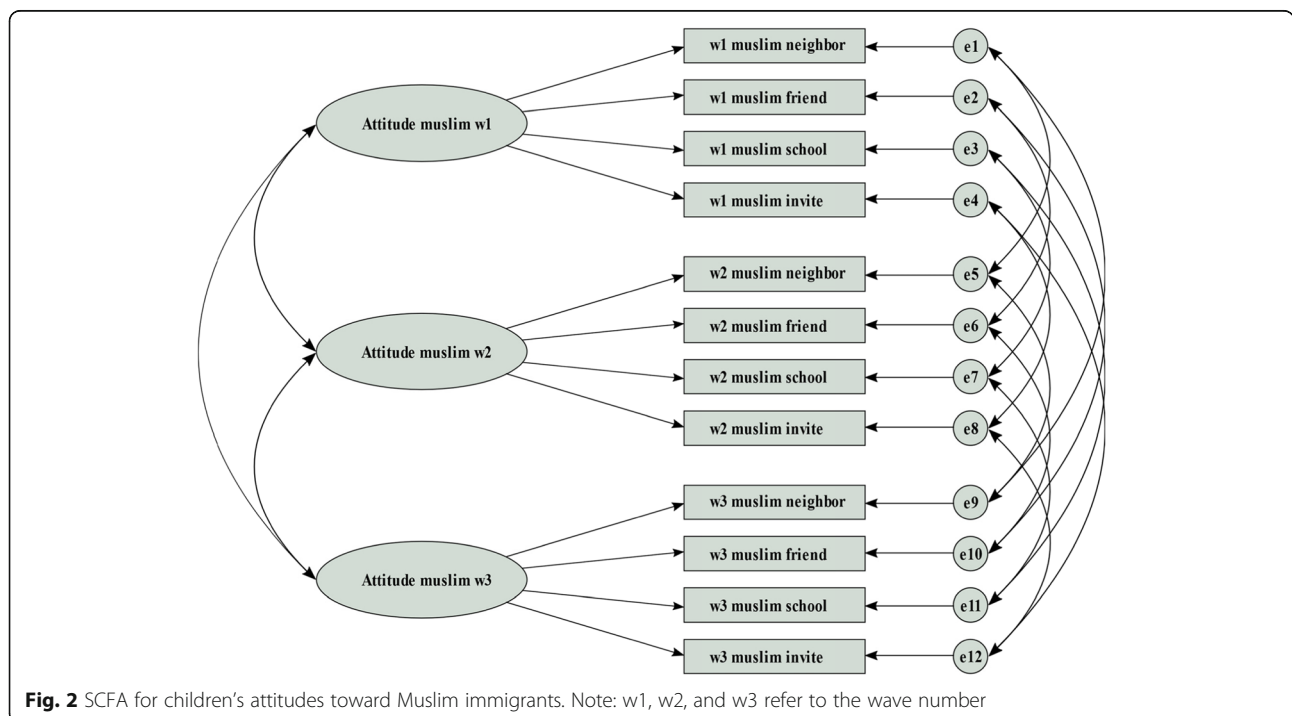 w1 muslim neighbor e1
w1 muslim friend e2
Attitude muslim w1
w1 muslim school e3
w1 muslim invite e4
w2 muslim neighbor e5
w2 muslim friend e6
Attitude muslim w2
w2 muslim school e7
w2 muslim invite e8
w3 muslim neighbor e9
w3 muslim friend e10
Attitude muslim w3
w3 muslim school e11
w3 muslim invite e12
Fig. 2 SCFA for children’s attitudes toward Muslim immigrants. Note: w1, w2, and w3 refer to the wave number